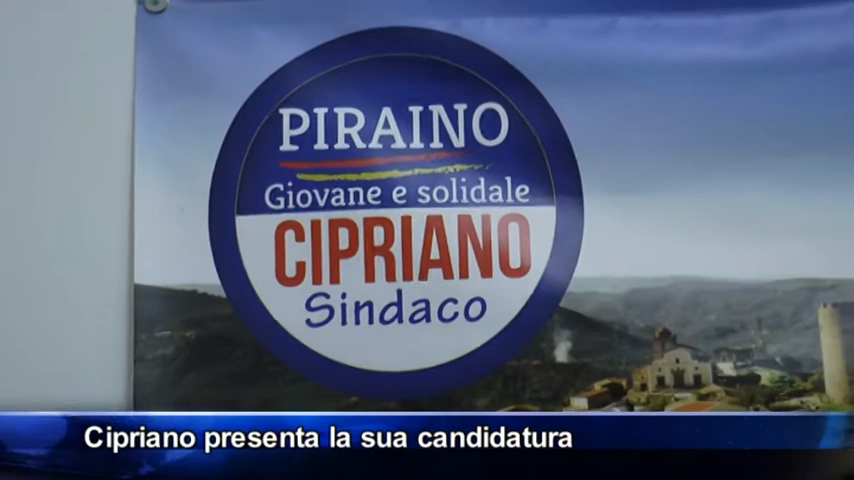 PIRAINO
Giovane e solidale
CIPRIANO
Sindaco
Cipriano presenta la sua candidatura